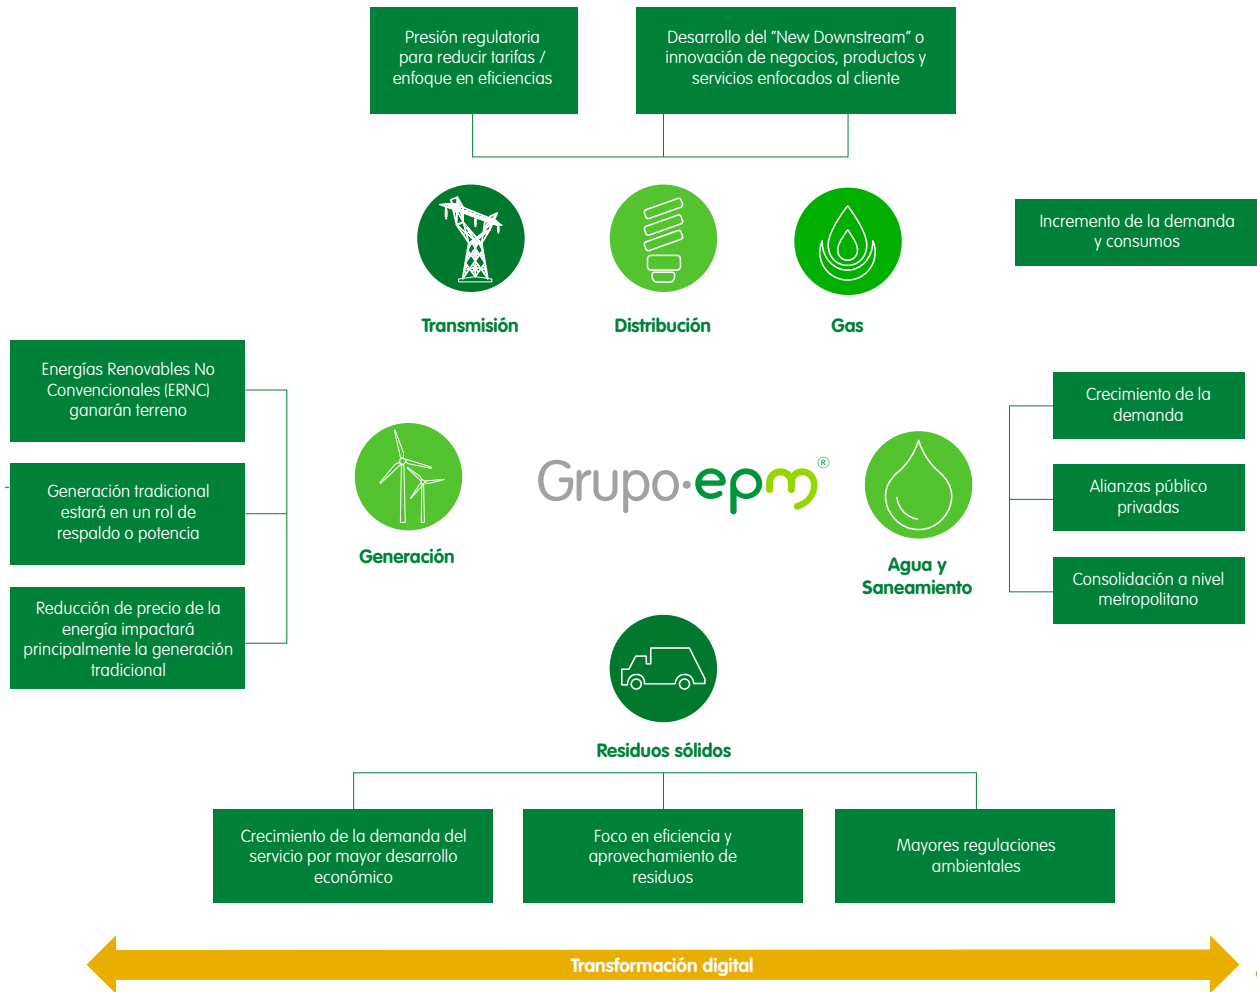 Presión regulatoria
para reducir tarifas /
enfoque en eficiencias
Desarrollo del “New Downstream” o
innovación de negocios, productos y
servicios enfocados al cliente
Transmisión
Distribución
Gas
Incremento de la demanda
y consumos
Energías Renovables No
Convencionales (ERNC)
ganarán terreno
Generación tradicional
estará en un rol de
respaldo o potencia
Reducción de precio de la
energía impactará
principalmente la generación
tradicional
Generación
Grupo·epm®
Agua y
Saneamiento
Crecimiento de la
demanda
Alianzas público
privadas
Consolidación a nivel
metropolitano
Residuos sólidos
Crecimiento de la demanda del
servicio por mayor desarrollo
económico
Foco en eficiencia y
aprovechamiento de
residuos
Mayores regulaciones
ambientales
Transformación digital